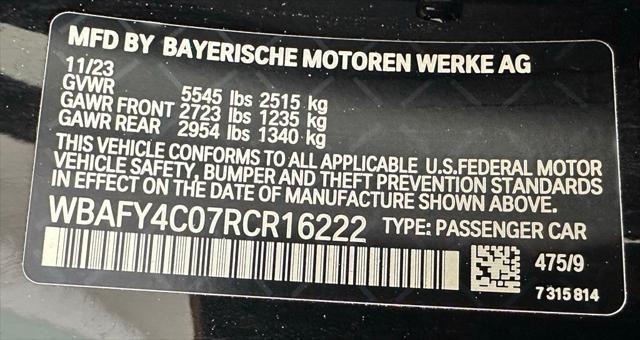 MFD BY BAYERISCHE MOTOREN WERKE AG
11/23
GVWR 5545 lbs 2515 kg
GAWR FRONT 2723 lbs 1235 kg
GAWR REAR 2954 lbs 1340 kg
THIS VEHICLE CONFORMS TO ALL APPLICABLE U.S.FEDERAL MOTOR
VEHICLE SAFETY, BUMPER AND THEFT PREVENTION STANDARDS
IN EFFECT ON THE DATE OF MANUFACTURE SHOWN ABOVE.
WBAFY4C07RCR16222 TYPE: PASSENGER CAR
475/9
7 315 814